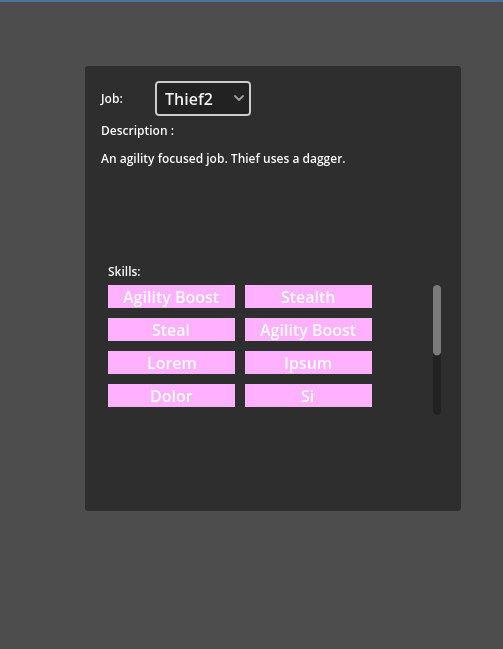 Job: Thief2
Description :
An agility focused job. Thief uses a dagger.
Skills:
Agility Boost Stealth
Steal Agility Boost
Lorem Ipsum
Dolor Si